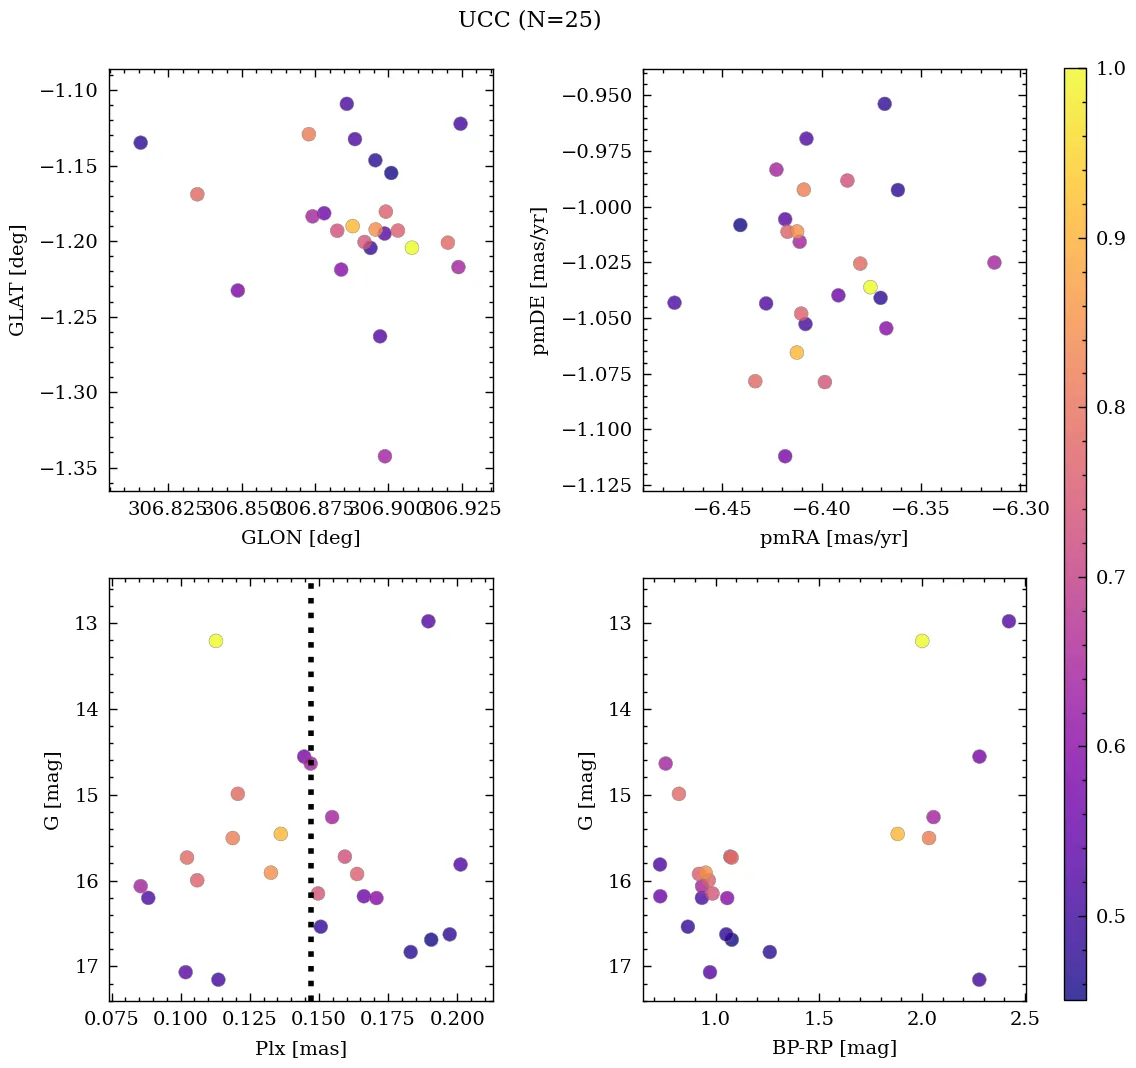 UCC (N=25)
−1.10
−1.15
−1.20
−1.25
−1.30
−1.35
GLAT [deg]
306.825 306.850 306.875 306.900 306.925
GLON [deg]
−0.950
−0.975
−1.000
−1.025
−1.050
−1.075
−1.100
−1.125
pmDE [mas/yr]
−6.45 −6.40 −6.35 −6.30
pmRA [mas/yr]
13
14
15
16
17
G [mag]
0.075 0.100 0.125 0.150 0.175 0.200
Plx [mas]
13
14
15
16
17
G [mag]
1.0 1.5 2.0 2.5
BP-RP [mag]
1.0
0.9
0.8
0.7
0.6
0.5